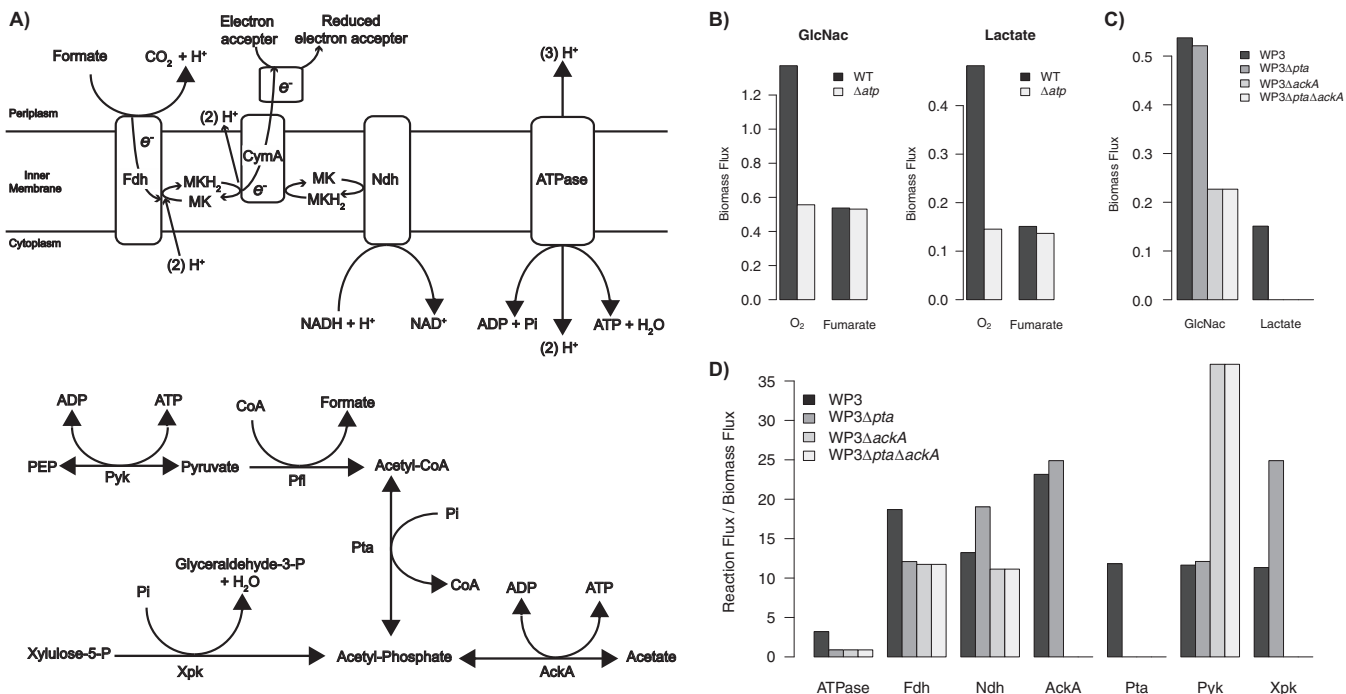 A)
Formate
CO2 + H+
Electron
accepter
Reduced
electron accepter
(3) H+
Periplasm
e-
(2) H+
e-
CymA
Inner
Membrane
Fdh
MKH2
MK
e-
MK
MKH2
Ndh
ATPase
Cytoplasm
(2) H+
NADH + H+
NAD+
ADP + Pi
ATP + H2O
(2) H+
ADP
ATP
CoA
Formate
PEP
Pyk
Pyruvate
Pfl
Acetyl-CoA
Pi
Pta
CoA
Glyceraldehyde-3-P
+ H2O
Pi
ADP
ATP
Xylulose-5-P
Xpk
Acetyl-Phosphate
AckA
Acetate
B)
GlcNac
Lactate
WT
Δatp
WT
Δatp
Biomass Flux
1.2
1.0
0.8
0.6
0.4
0.2
0.0
O2
Fumarate
Biomass Flux
0.4
0.3
0.2
0.1
0.0
O2
Fumarate
C)
WP3
WP3Δpta
WP3ΔackA
WP3ΔptaΔackA
Biomass Flux
0.5
0.4
0.3
0.2
0.1
0.0
GlcNac
Lactate
D)
WP3
WP3Δpta
WP3ΔackA
WP3ΔptaΔackA
Reaction Flux / Biomass Flux
35
30
25
20
15
10
5
0
ATPase
Fdh
Ndh
AckA
Pta
Pyk
Xpk